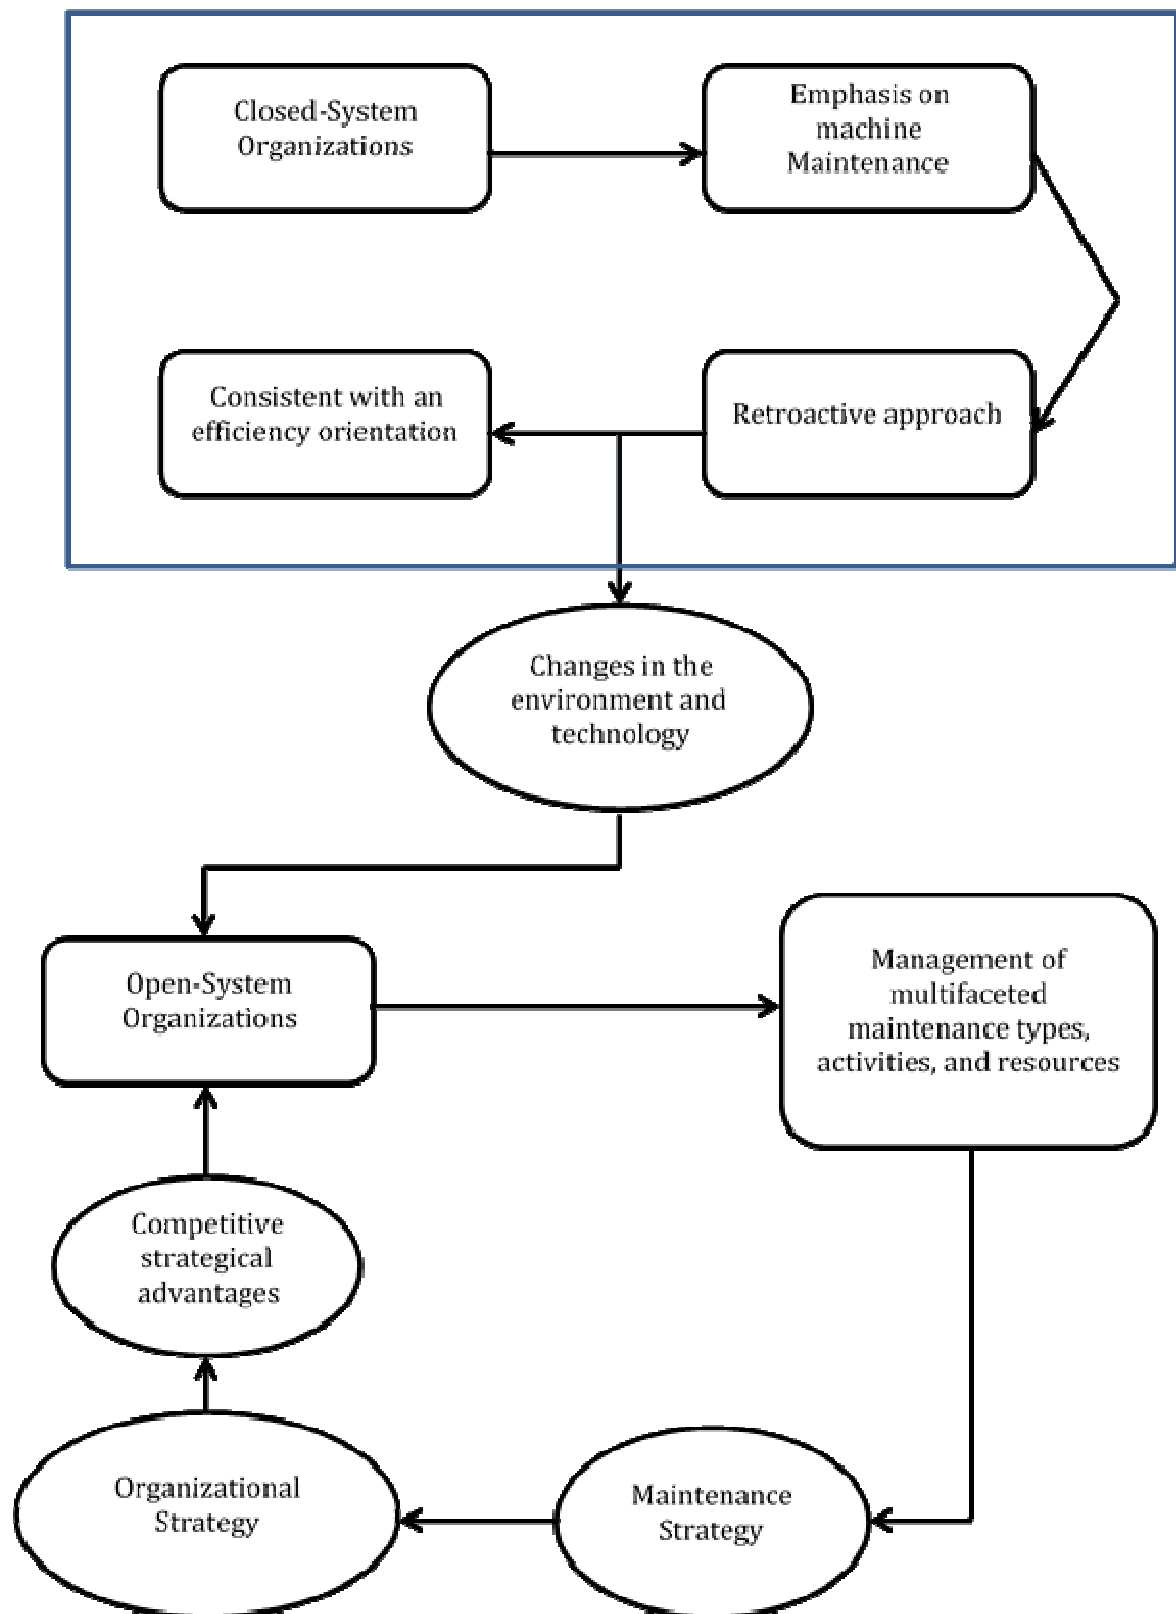 Closed-System
Organizations
Emphasis on
machine
Maintenance
Consistent with an
efficiency orientation
Retroactive approach
Changes in the
environment and
technology
Open-System
Organizations
Management of
multifaceted
maintenance types,
activities, and resources
Competitive
strategical
advantages
Organizational
Strategy
Maintenance
Strategy